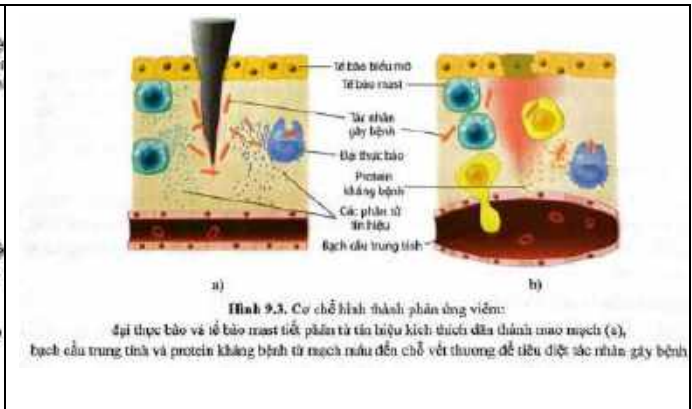 Tế bào biểu mô
Tế bào mast
Tác nhân
gây bệnh
Đại thực bào
Protein
kháng bệnh
Các phân tử
tín hiệu
Bạch cầu trung tính
a)
b)
Hình 9.3. Cơ chế hình thành phản ứng viêm:
đại thực bào và tế bào mast tiết phân tử tín hiệu kích thích dãn thành mao mạch (a),
bạch cầu trung tính và protein kháng bệnh từ mạch máu đến chỗ vết thương để tiêu diệt tác nhân gây bệnh